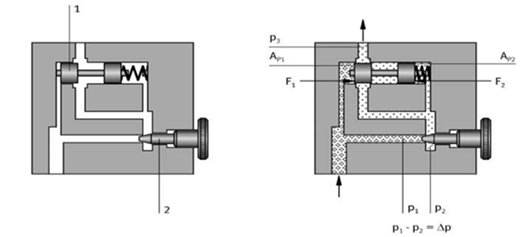 1
2
p₃
Aₚ₁
Aₚ₂
F₁
F₂
p₁
p₂
p₁ - p₂ = Δp